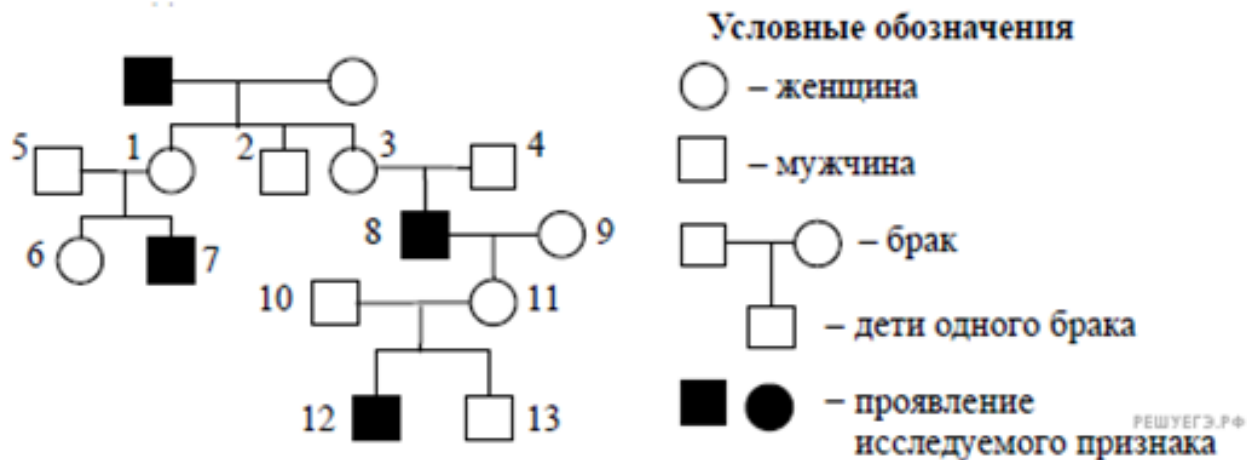 Условные обозначения
– женщина
– мужчина
– брак
– дети одного брака
– проявление
исследуемого признака
5 1 2 3 4
6 7 8 9
10 11
12 13
РЕШУЕГЭ.РФ